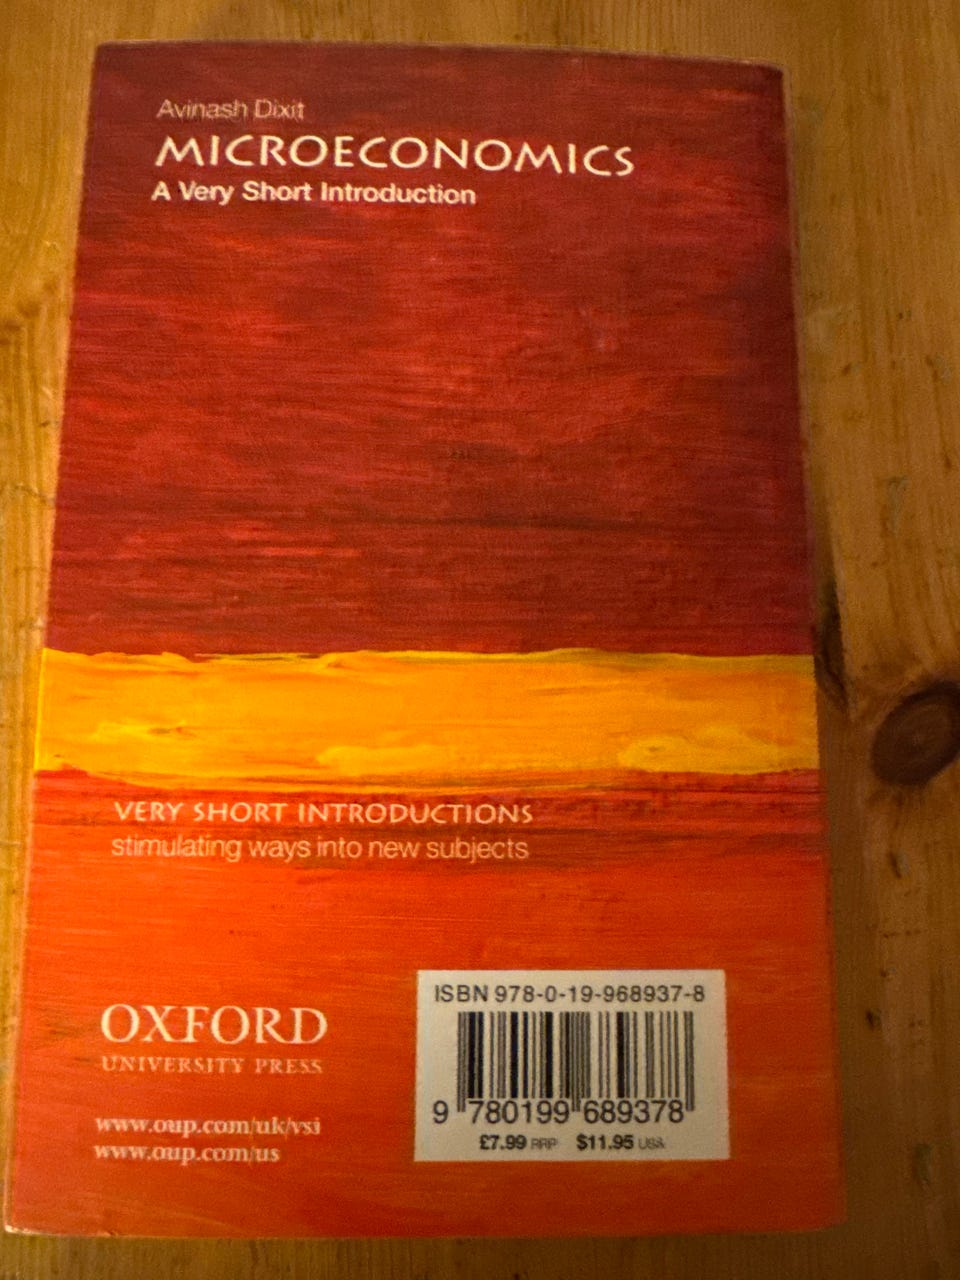 Avinash Dixit
MICROECONOMICS
A Very Short Introduction
VERY SHORT INTRODUCTIONS
stimulating ways into new subjects
OXFORD
UNIVERSITY PRESS
www.oup.com/uk/vsi
www.oup.com/us
ISBN 978-0-19-968937-8
9 780199 689378
£7.99 RRP $11.95 USA